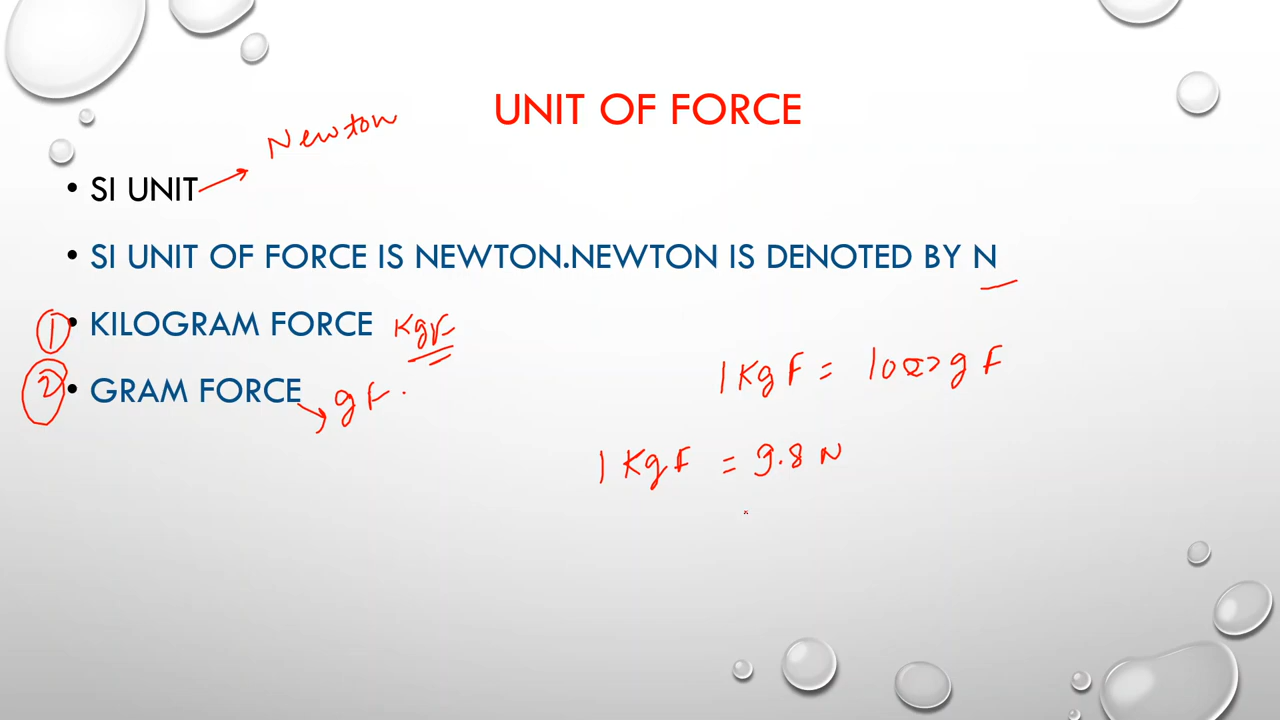 UNIT OF FORCE
Newton
• SI UNIT →
• SI UNIT OF FORCE IS NEWTON.NEWTON IS DENOTED BY N
① • KILOGRAM FORCE KgF
② • GRAM FORCE → gF.
1 KgF = 1000 gF
1 KgF = 9.8 N